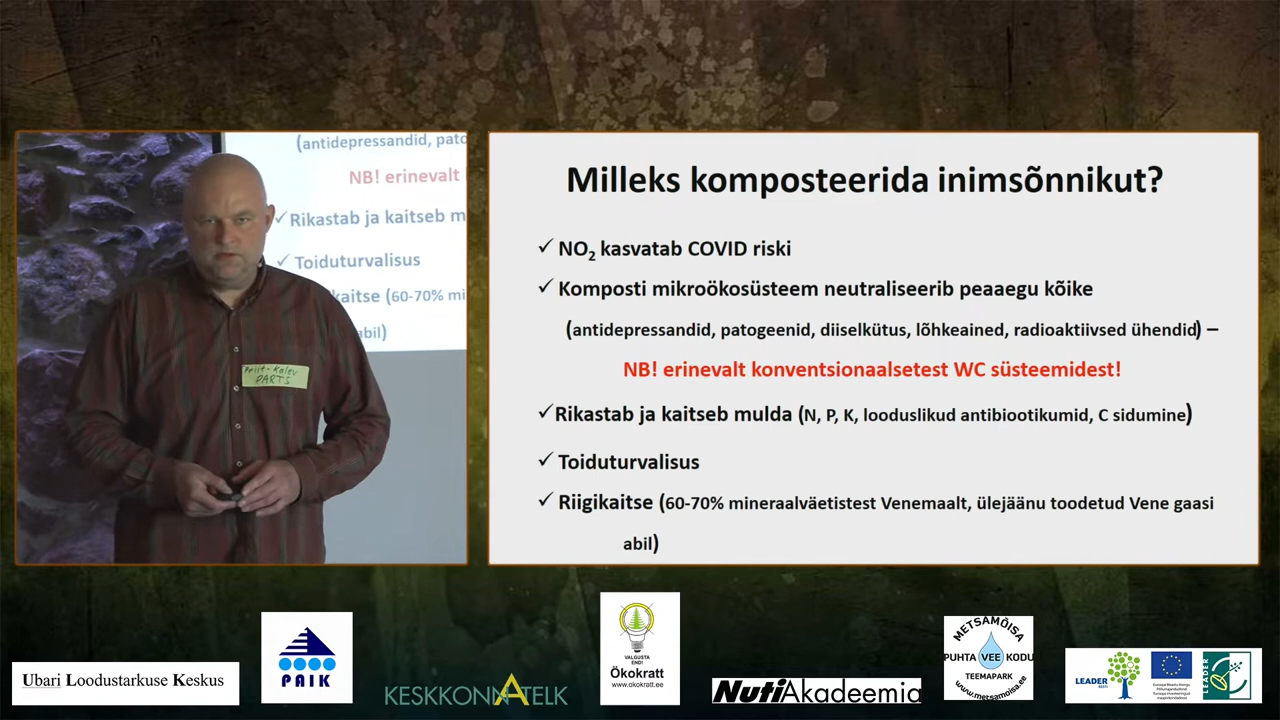 (antidepressandid, pato
NB! erinevalt
✓ Rikastab ja kaitseb m
✓ Toiduturvalisus
kaitse (60-70% mi
abil)
Priit-Kalev
PARTS
Milleks komposteerida inimsõnnikut?
✓ NO₂ kasvatab COVID riski
✓ Komposti mikroökosüsteem neutraliseerib peaaegu kõike
(antidepressandid, patogeenid, diiselkütus, lõhkeained, radioaktiivsed ühendid) –
NB! erinevalt konventsionaalsetest WC süsteemidest!
✓ Rikastab ja kaitseb mulda (N, P, K, looduslikud antibiootikumid, C sidumine)
✓ Toiduturvalisus
✓ Riigikaitse (60-70% mineraalväetistest Venemaalt, ülejäänu toodetud Vene gaasi
abil)
Ubari Loodustarkuse Keskus
PAIK
KESKKONNATELK
VALGUSTA
END!
Ökokratt
www.okokratt.ee
NutiAkadeemia
METSAMÕISA
PUHTA VEE KODU
TEEMAPARK
www.metsamoisa.ee
LEADER
EESTI
LEADER